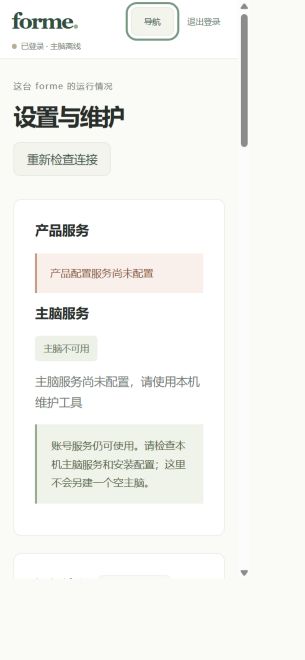 forme.
导航
退出登录
已登录 · 主脑离线
这台 forme 的运行情况
设置与维护
重新检查连接
产品服务
产品配置服务尚未配置
主脑服务
主脑不可用
主脑服务尚未配置，请使用本机
维护工具
账号服务仍可使用。请检查本
机主脑服务和安装配置；这里
不会另建一个空主脑。